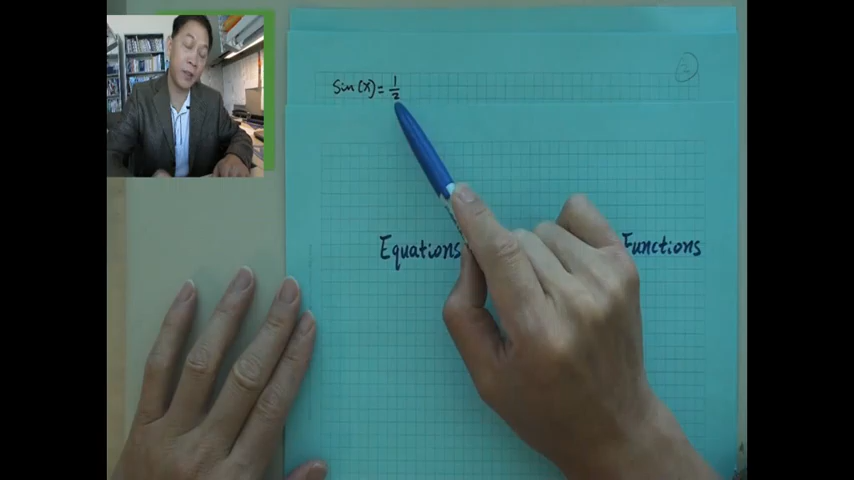 sin(x) = 1/2
2
Equations Functions